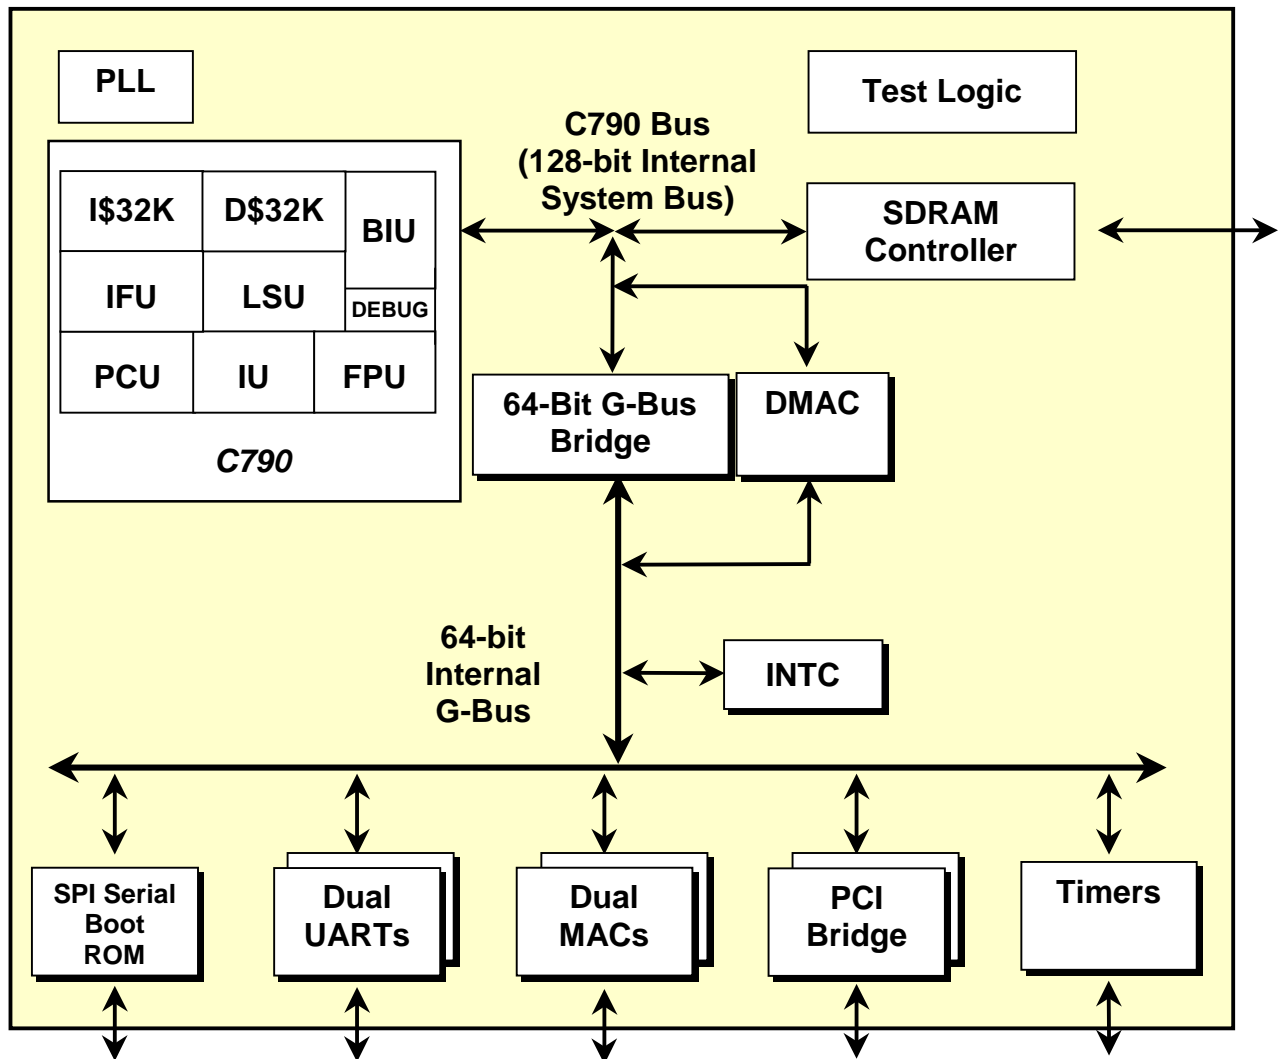 PLL
Test Logic
C790 Bus
(128-bit Internal
System Bus)
I$32K
D$32K
BIU
SDRAM
Controller
IFU
LSU
DEBUG
PCU
IU
FPU
C790
64-Bit G-Bus
Bridge
DMAC
64-bit
Internal
G-Bus
INTC
SPI Serial
Boot
ROM
Dual
UARTs
Dual
MACs
PCI
Bridge
Timers